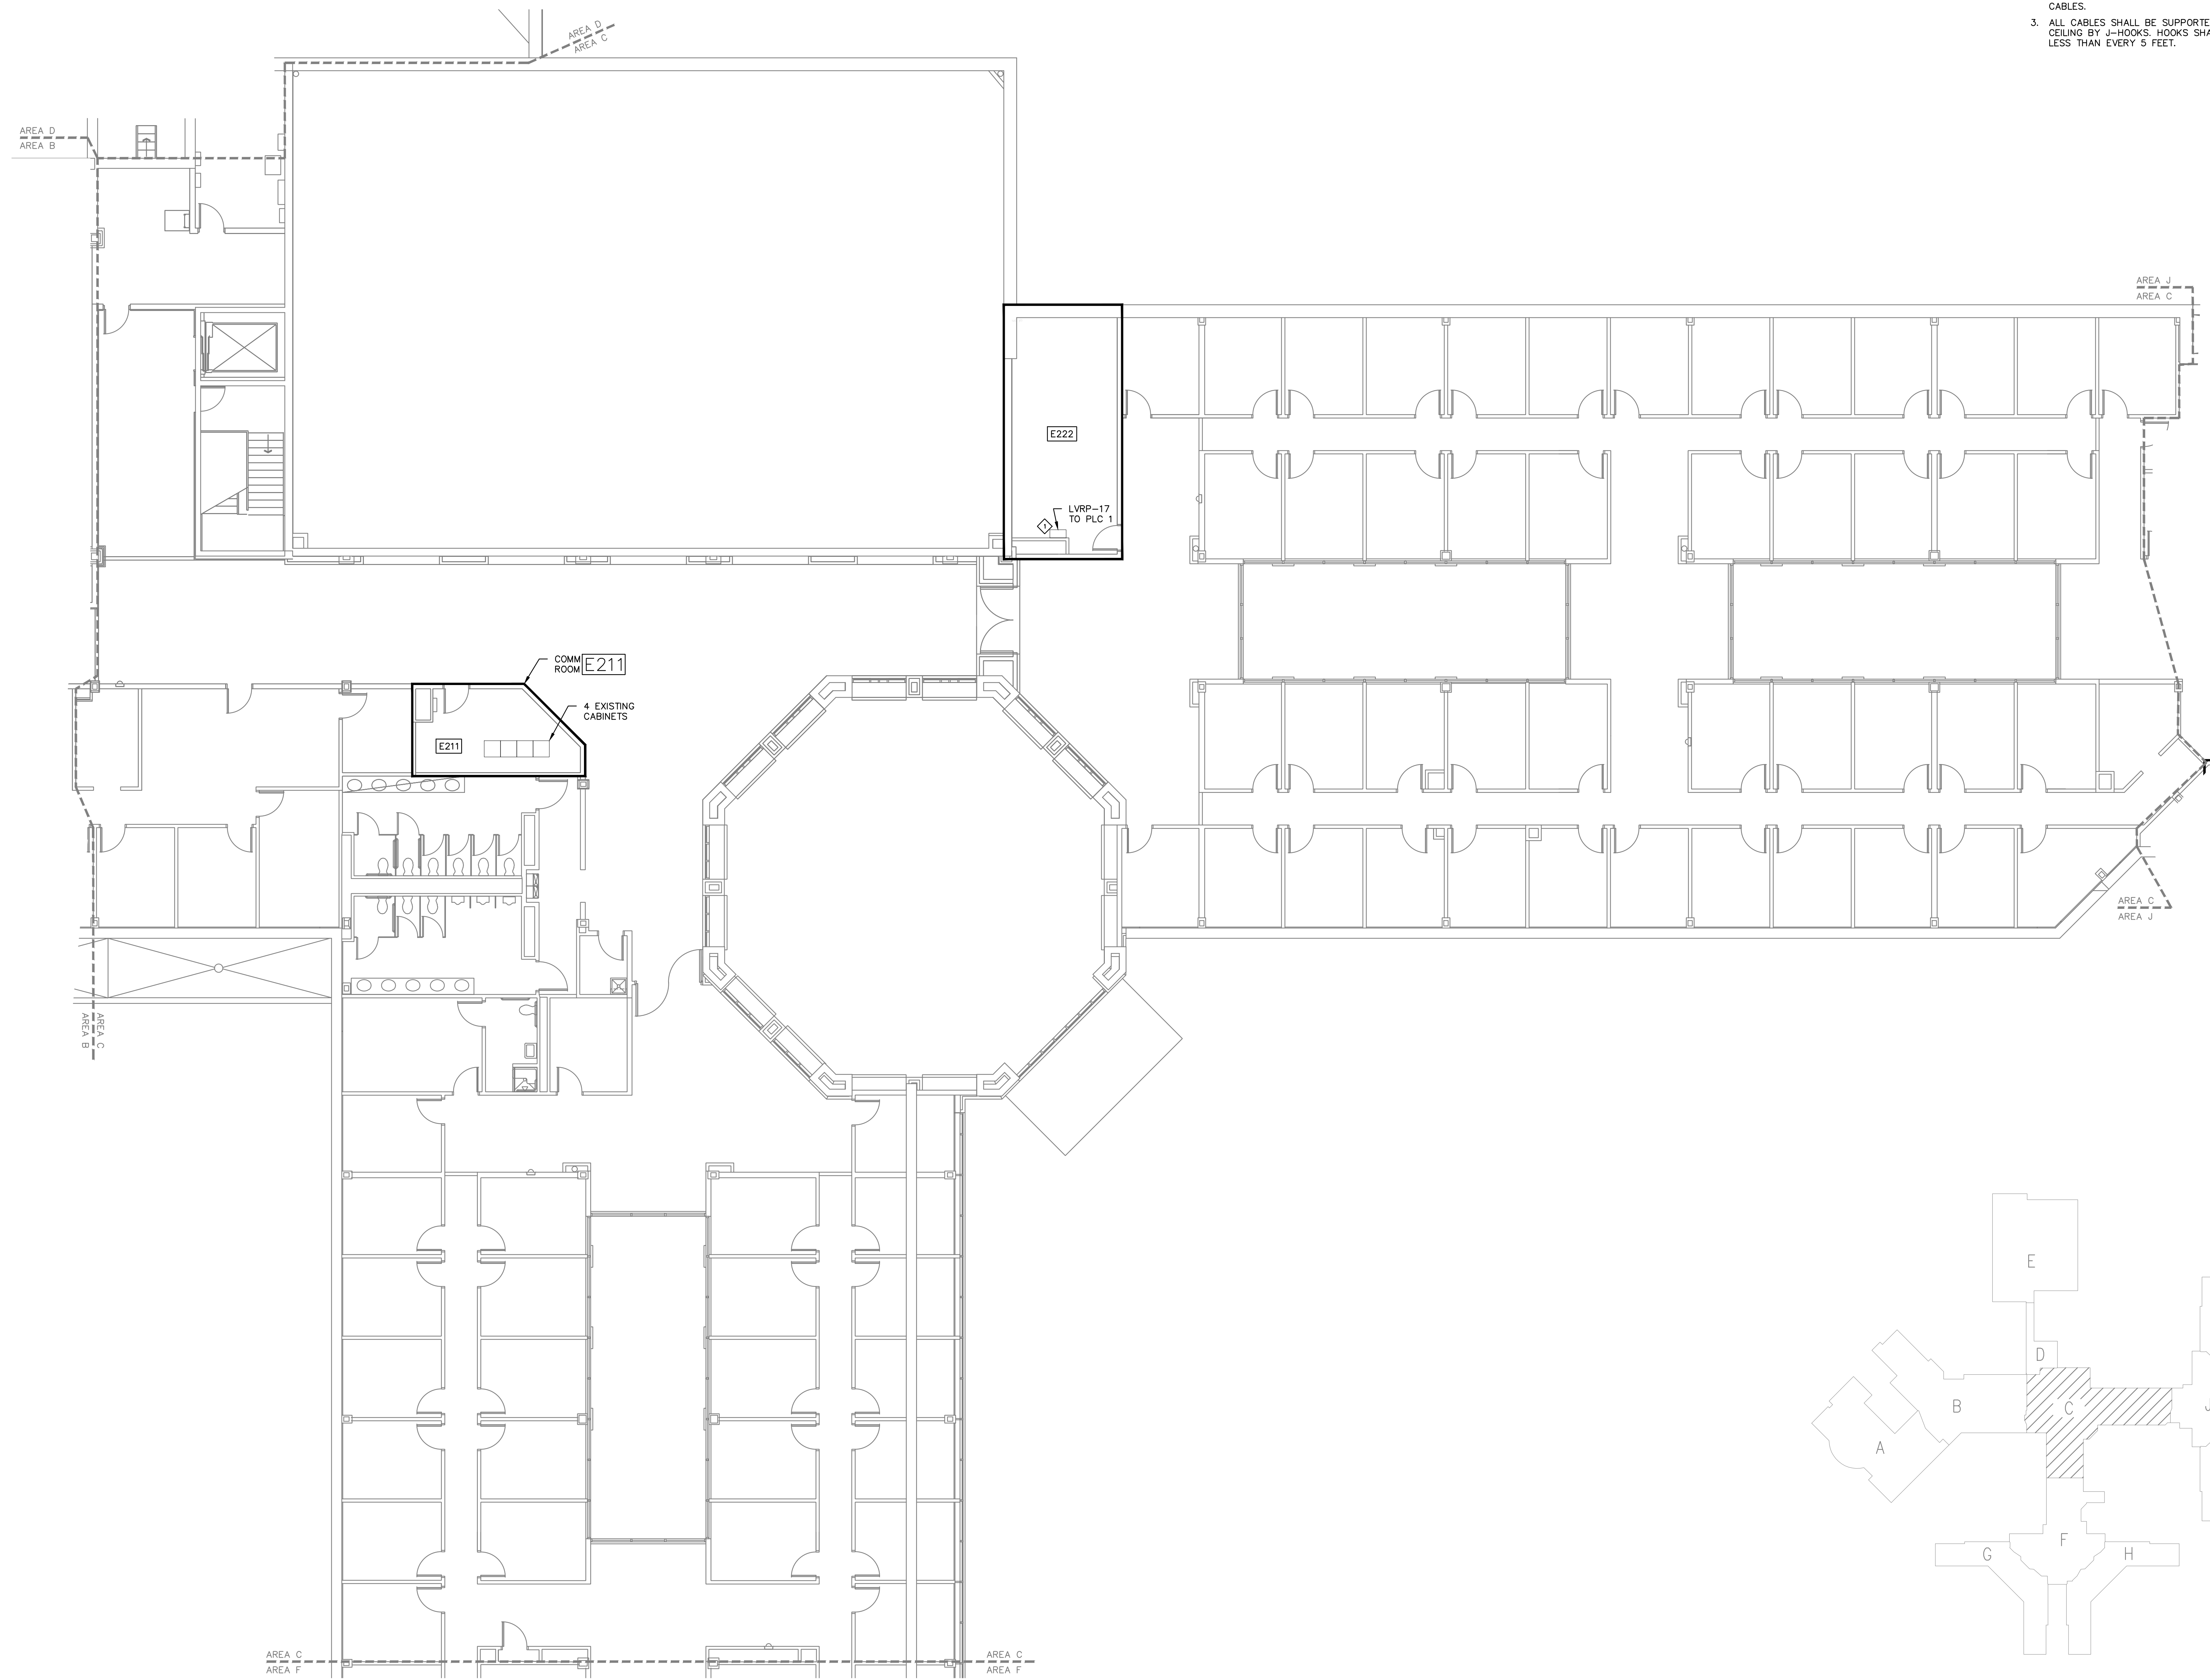 CABLES.
3. ALL CABLES SHALL BE SUPPORTE
CEILING BY J-HOOKS. HOOKS SHA
LESS THAN EVERY 5 FEET.
AREA D
AREA C
AREA D
AREA B
AREA J
AREA C
E222
LVRP-17
TO PLC 1
1
COMM
ROOM E211
4 EXISTING
CABINETS
E211
AREA C
AREA J
AREA C
AREA B
E
D
B
C
J
A
F
G
H
AREA C
AREA F
AREA C
AREA F